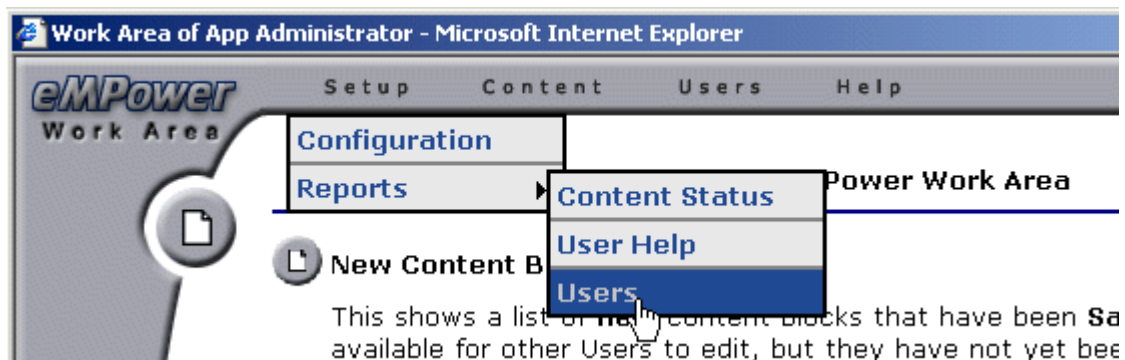 Work Area of App Administrator - Microsoft Internet Explorer
eMPower Setup Content Users Help
Work Area
Configuration
Reports Content Status Power Work Area
User Help
New Content B
Users
This shows a list of content blocks that have been Sa
available for other Users to edit, but they have not yet bee